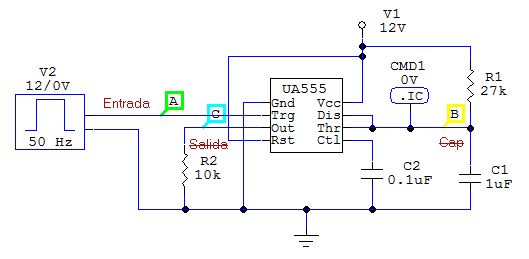 V1
12V
V2
12/0V
CMD1
0V
.IC
R1
27k
UA555
Entrada
A
C
B
Gnd Vcc
Trg Dis
Out Thr
Rst Ctl
50 Hz
Salida
Cap
R2
10k
C2
0.1uF
C1
1uF